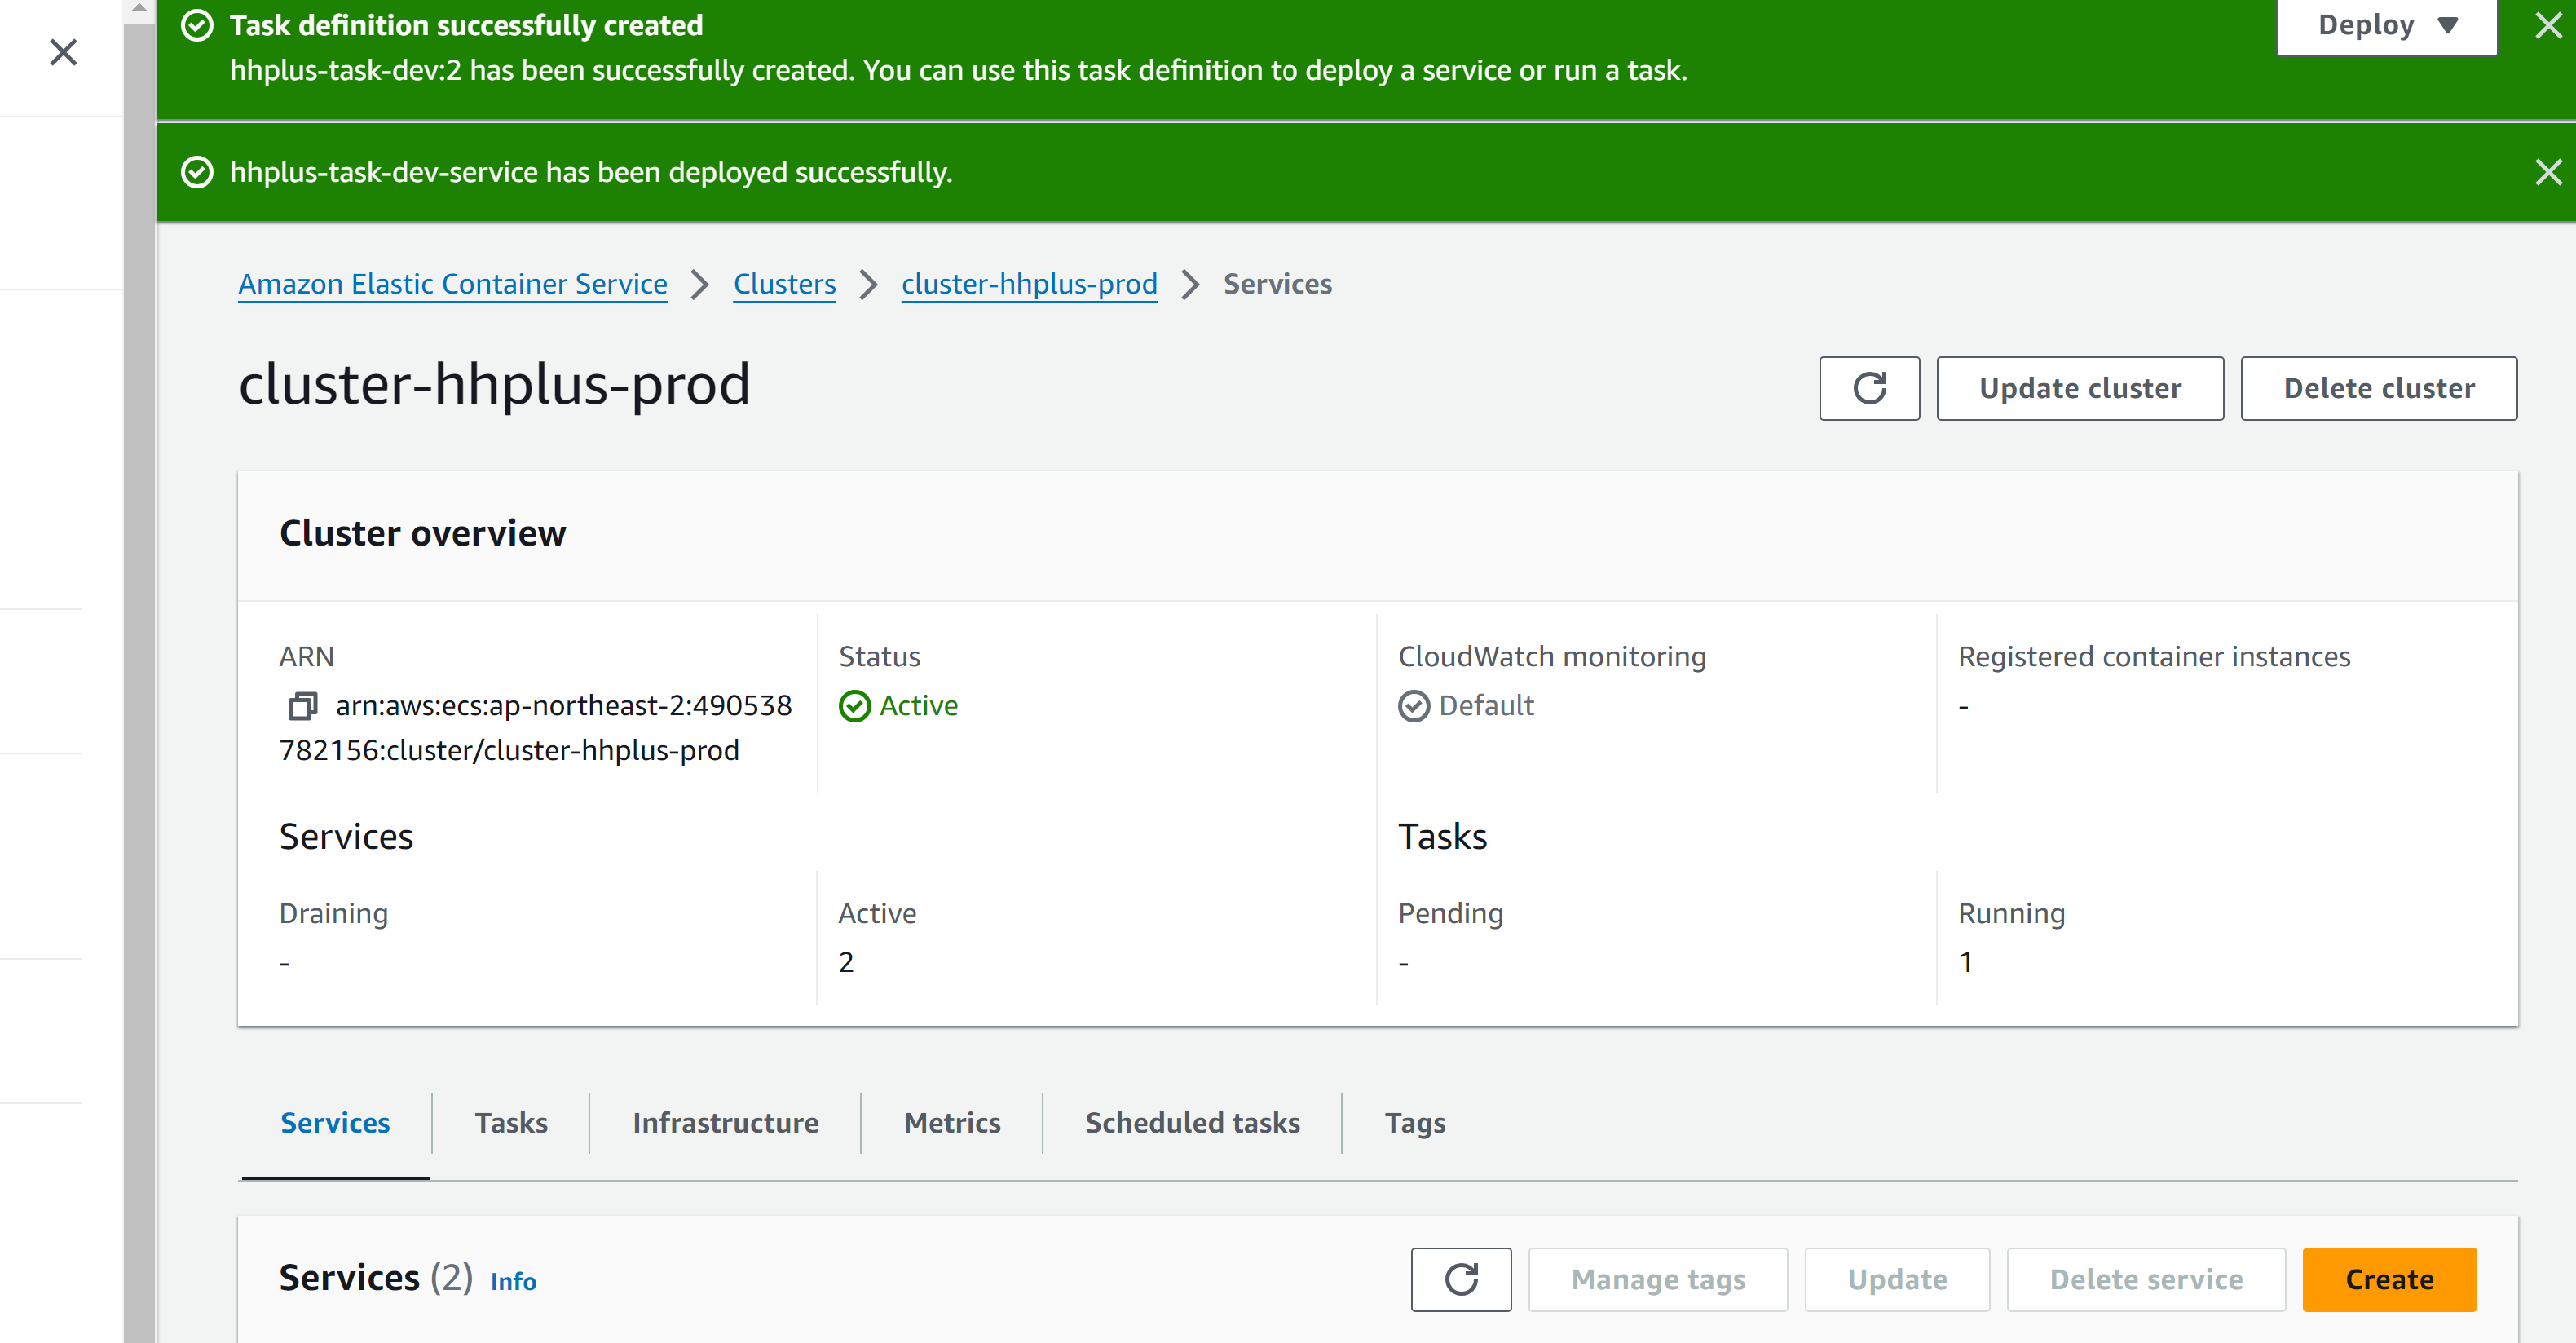 Task definition successfully created
Deploy
hhplus-task-dev:2 has been successfully created. You can use this task definition to deploy a service or run a task.
hhplus-task-dev-service has been deployed successfully.
Amazon Elastic Container Service > Clusters > cluster-hhplus-prod > Services
cluster-hhplus-prod
Update cluster
Delete cluster
Cluster overview
ARN
arn:aws:ecs:ap-northeast-2:490538
782156:cluster/cluster-hhplus-prod
Status
Active
CloudWatch monitoring
Default
Registered container instances
-
Services
Draining
-
Active
2
Tasks
Pending
-
Running
1
Services
Tasks
Infrastructure
Metrics
Scheduled tasks
Tags
Services (2) Info
Manage tags
Update
Delete service
Create